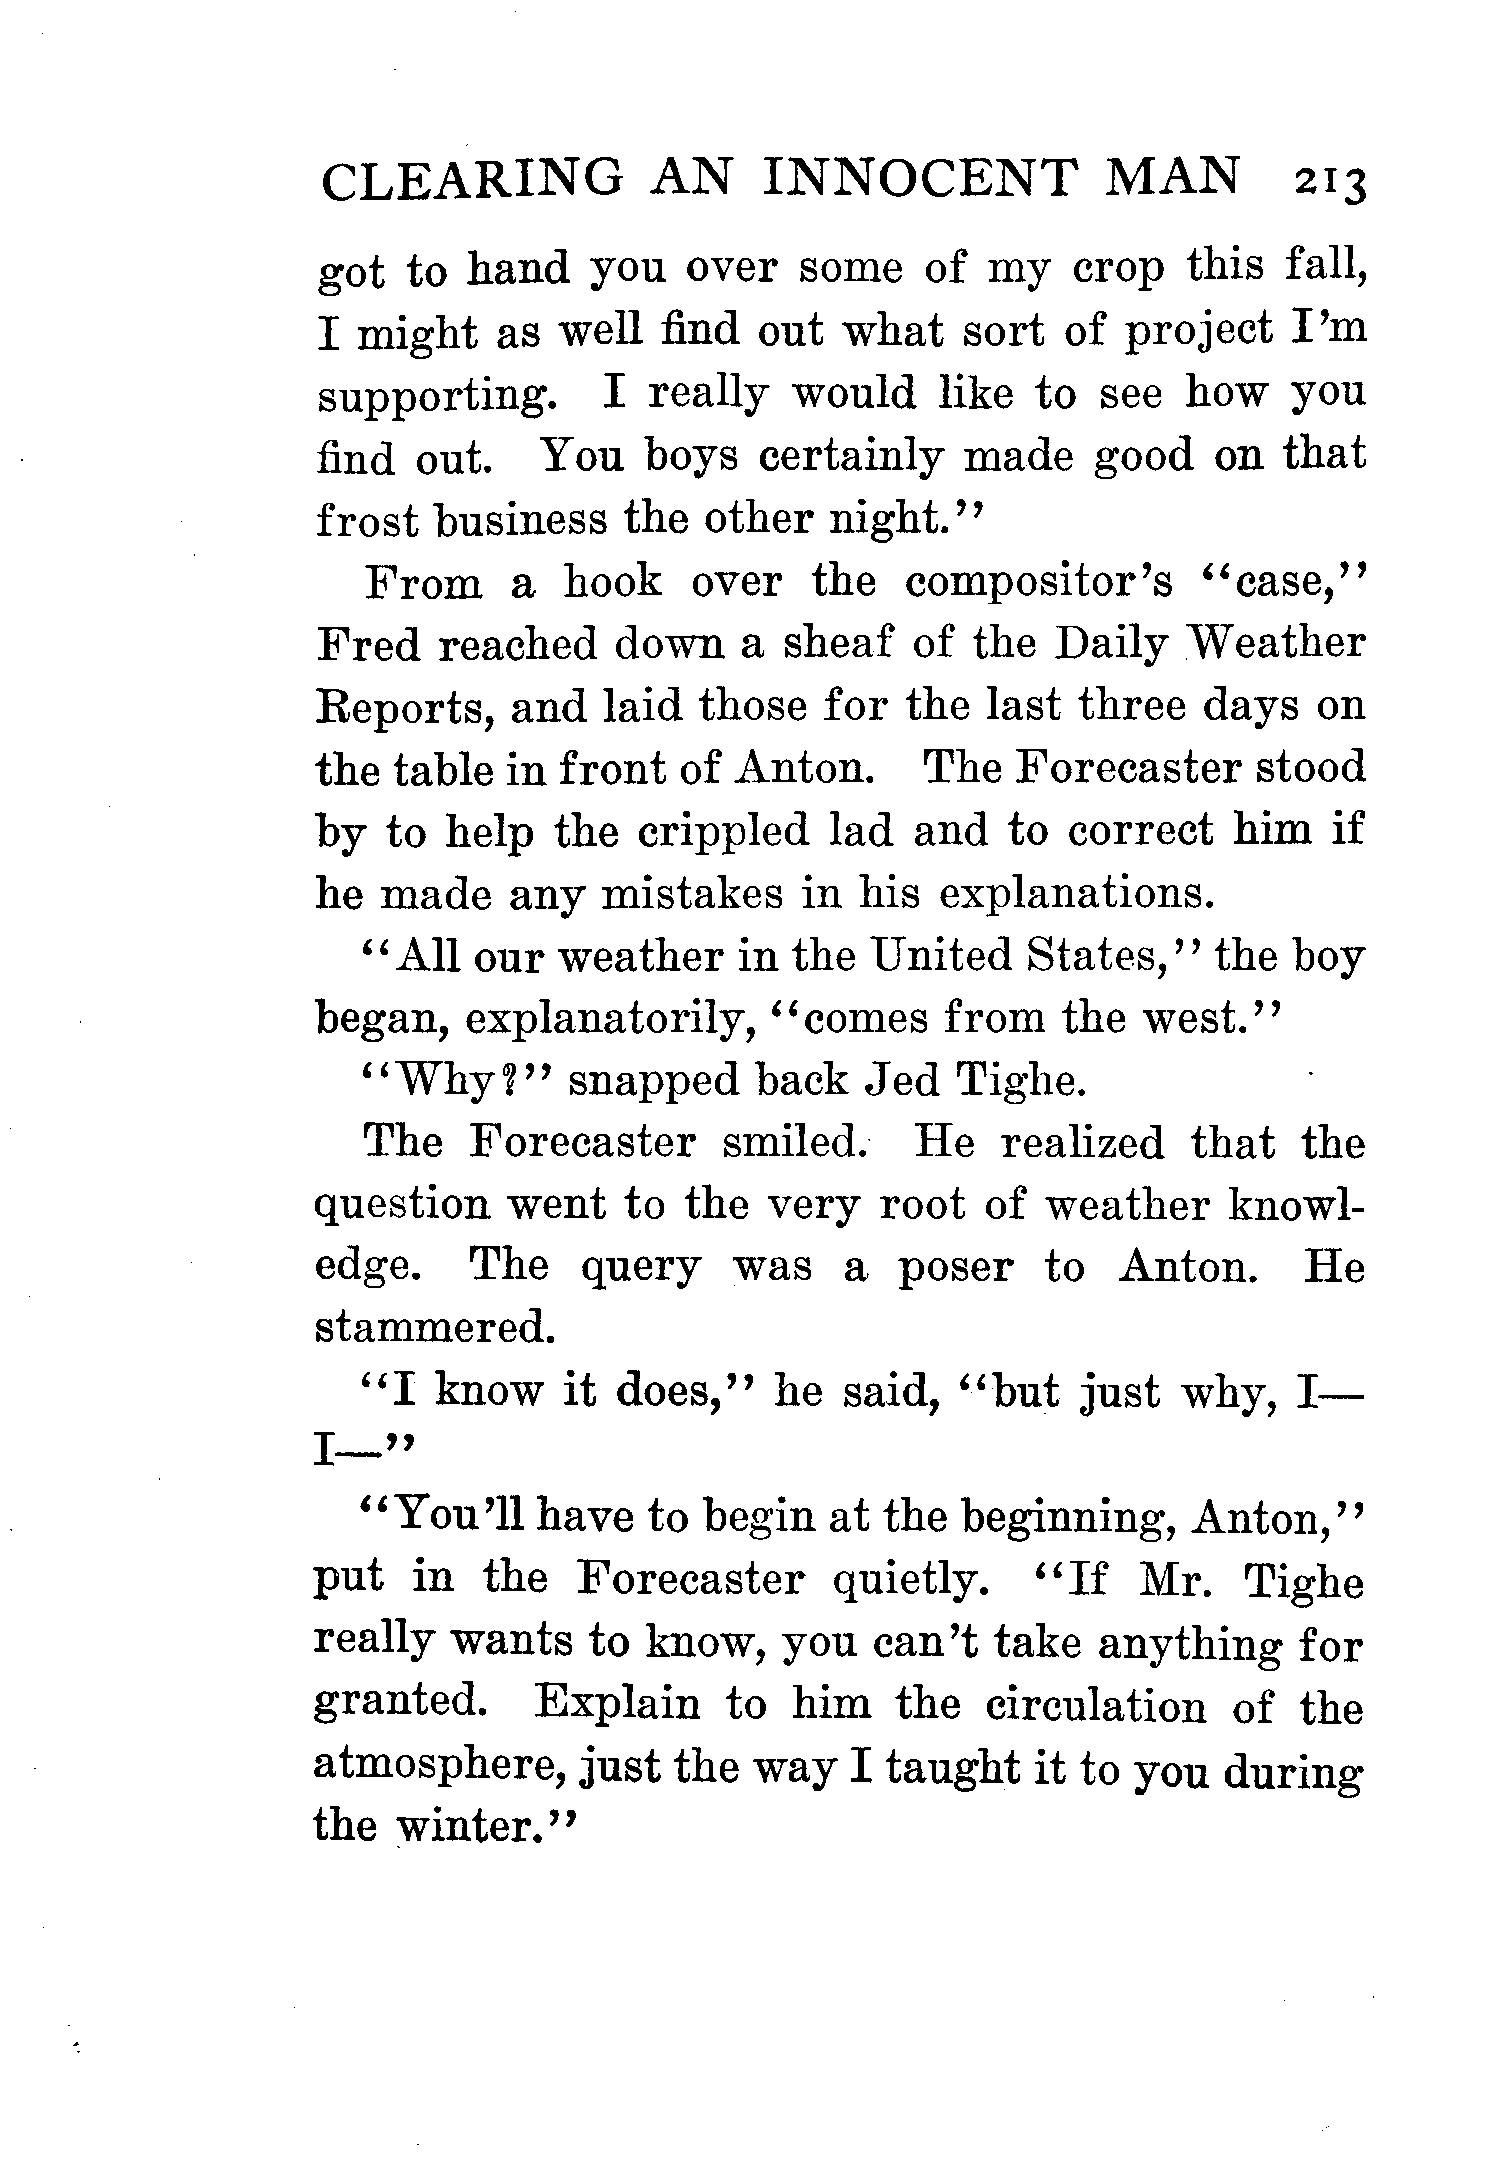 CLEARING AN INNOCENT MAN 213
got to hand you over some of my crop this fall,
I might as well find out what sort of project I'm
supporting. I really would like to see how you
find out. You boys certainly made good on that
frost business the other night."
From a hook over the compositor's "case,"
Fred reached down a sheaf of the Daily Weather
Reports, and laid those for the last three days on
the table in front of Anton. The Forecaster stood
by to help the crippled lad and to correct him if
he made any mistakes in his explanations.
"All our weather in the United States," the boy
began, explanatorily, "comes from the west."
"Why?" snapped back Jed Tighe.
The Forecaster smiled. He realized that the
question went to the very root of weather knowl-
edge. The query was a poser to Anton. He
stammered.
"I know it does," he said, "but just why, I—
I—"
"You'll have to begin at the beginning, Anton,"
put in the Forecaster quietly. "If Mr. Tighe
really wants to know, you can't take anything for
granted. Explain to him the circulation of the
atmosphere, just the way I taught it to you during
the winter."